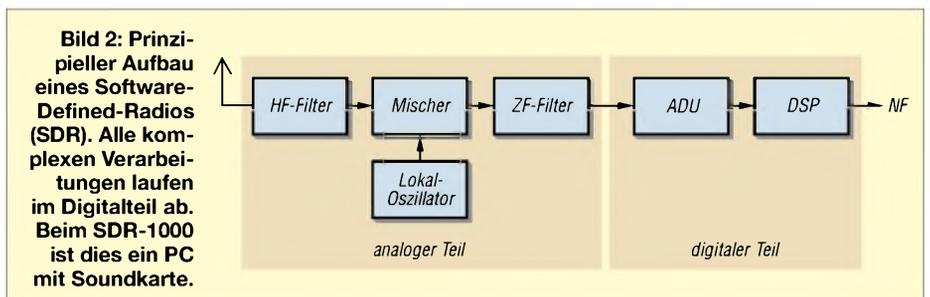 Bild 2: Prinzi-
pieller Aufbau
eines Software-
Defined-Radios
(SDR). Alle kom-
plexen Verarbei-
tungen laufen
im Digitalteil ab.
Beim SDR-1000
ist dies ein PC
mit Soundkarte.
HF-Filter
Mischer
ZF-Filter
ADU
DSP
NF
Lokal-
Oszillator
analoger Teil
digitaler Teil